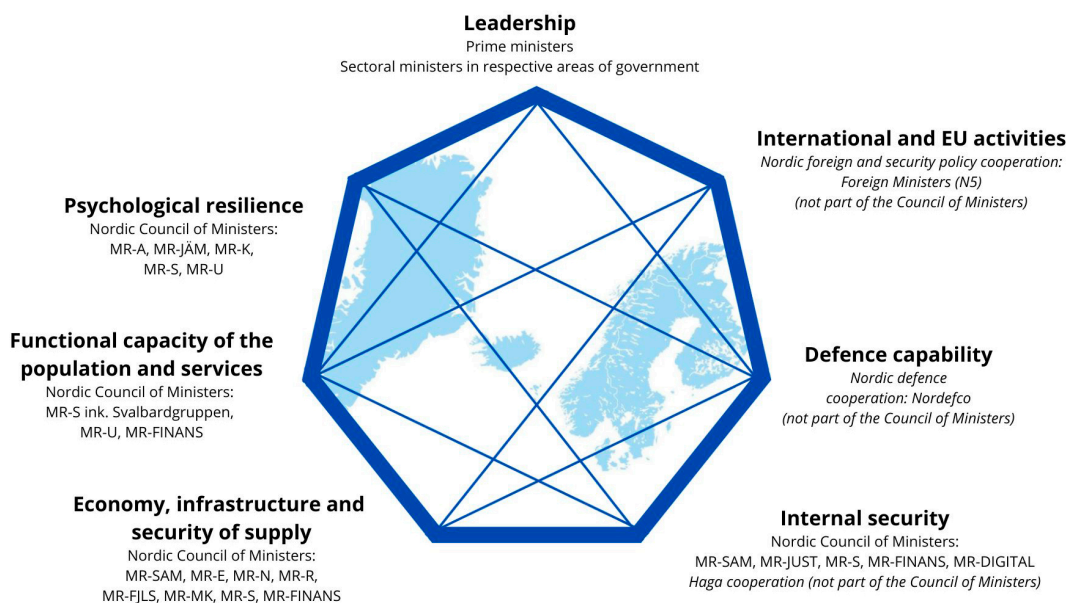 Leadership
Prime ministers
Sectoral ministers in respective areas of government
International and EU activities
Nordic foreign and security policy cooperation:
Foreign Ministers (N5)
(not part of the Council of Ministers)
Psychological resilience
Nordic Council of Ministers:
MR-A, MR-JÄM, MR-K,
MR-S, MR-U
Functional capacity of the
population and services
Nordic Council of Ministers:
MR-S ink. Svalbardgruppen,
MR-U, MR-FINANS
Defence capability
Nordic defence
cooperation: Nordefco
(not part of the Council of Ministers)
Economy, infrastructure and
security of supply
Nordic Council of Ministers:
MR-SAM, MR-E, MR-N, MR-R,
MR-FJLS, MR-MK, MR-S, MR-FINANS
Internal security
Nordic Council of Ministers:
MR-SAM, MR-JUST, MR-S, MR-FINANS, MR-DIGITAL
Haga cooperation (not part of the Council of Ministers)